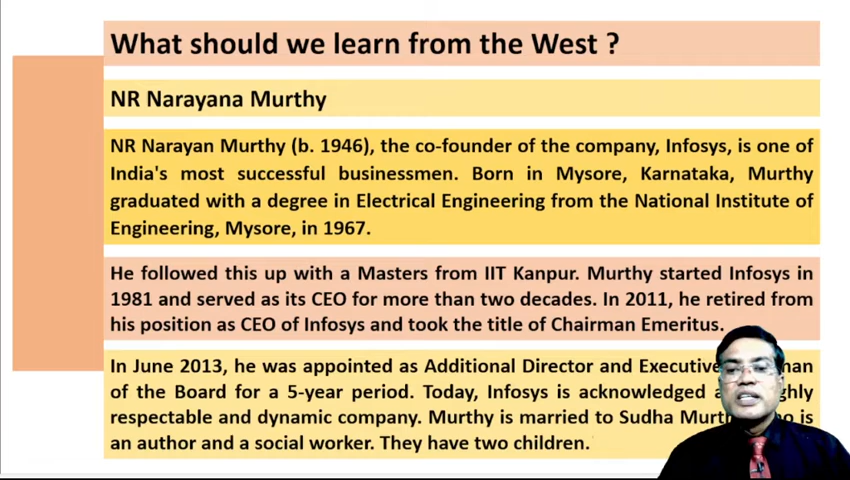 What should we learn from the West ?
NR Narayana Murthy
NR Narayan Murthy (b. 1946), the co-founder of the company, Infosys, is one of
India's most successful businessmen. Born in Mysore, Karnataka, Murthy
graduated with a degree in Electrical Engineering from the National Institute of
Engineering, Mysore, in 1967.
He followed this up with a Masters from IIT Kanpur. Murthy started Infosys in
1981 and served as its CEO for more than two decades. In 2011, he retired from
his position as CEO of Infosys and took the title of Chairman Emeritus.
In June 2013, he was appointed as Additional Director and Executive
of the Board for a 5-year period. Today, Infosys is acknowledged
respectable and dynamic company. Murthy is married to Sudha is
an author and a social worker. They have two children.